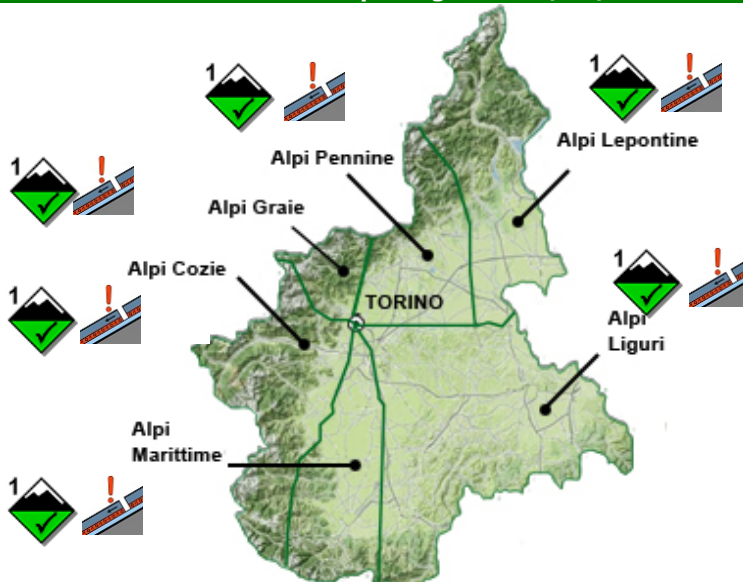 1
1
Alpi Lepontine
Alpi Pennine
1
Alpi Graie
Alpi Cozie
1
TORINO
1
Alpi
Liguri
Alpi
Marittime
1